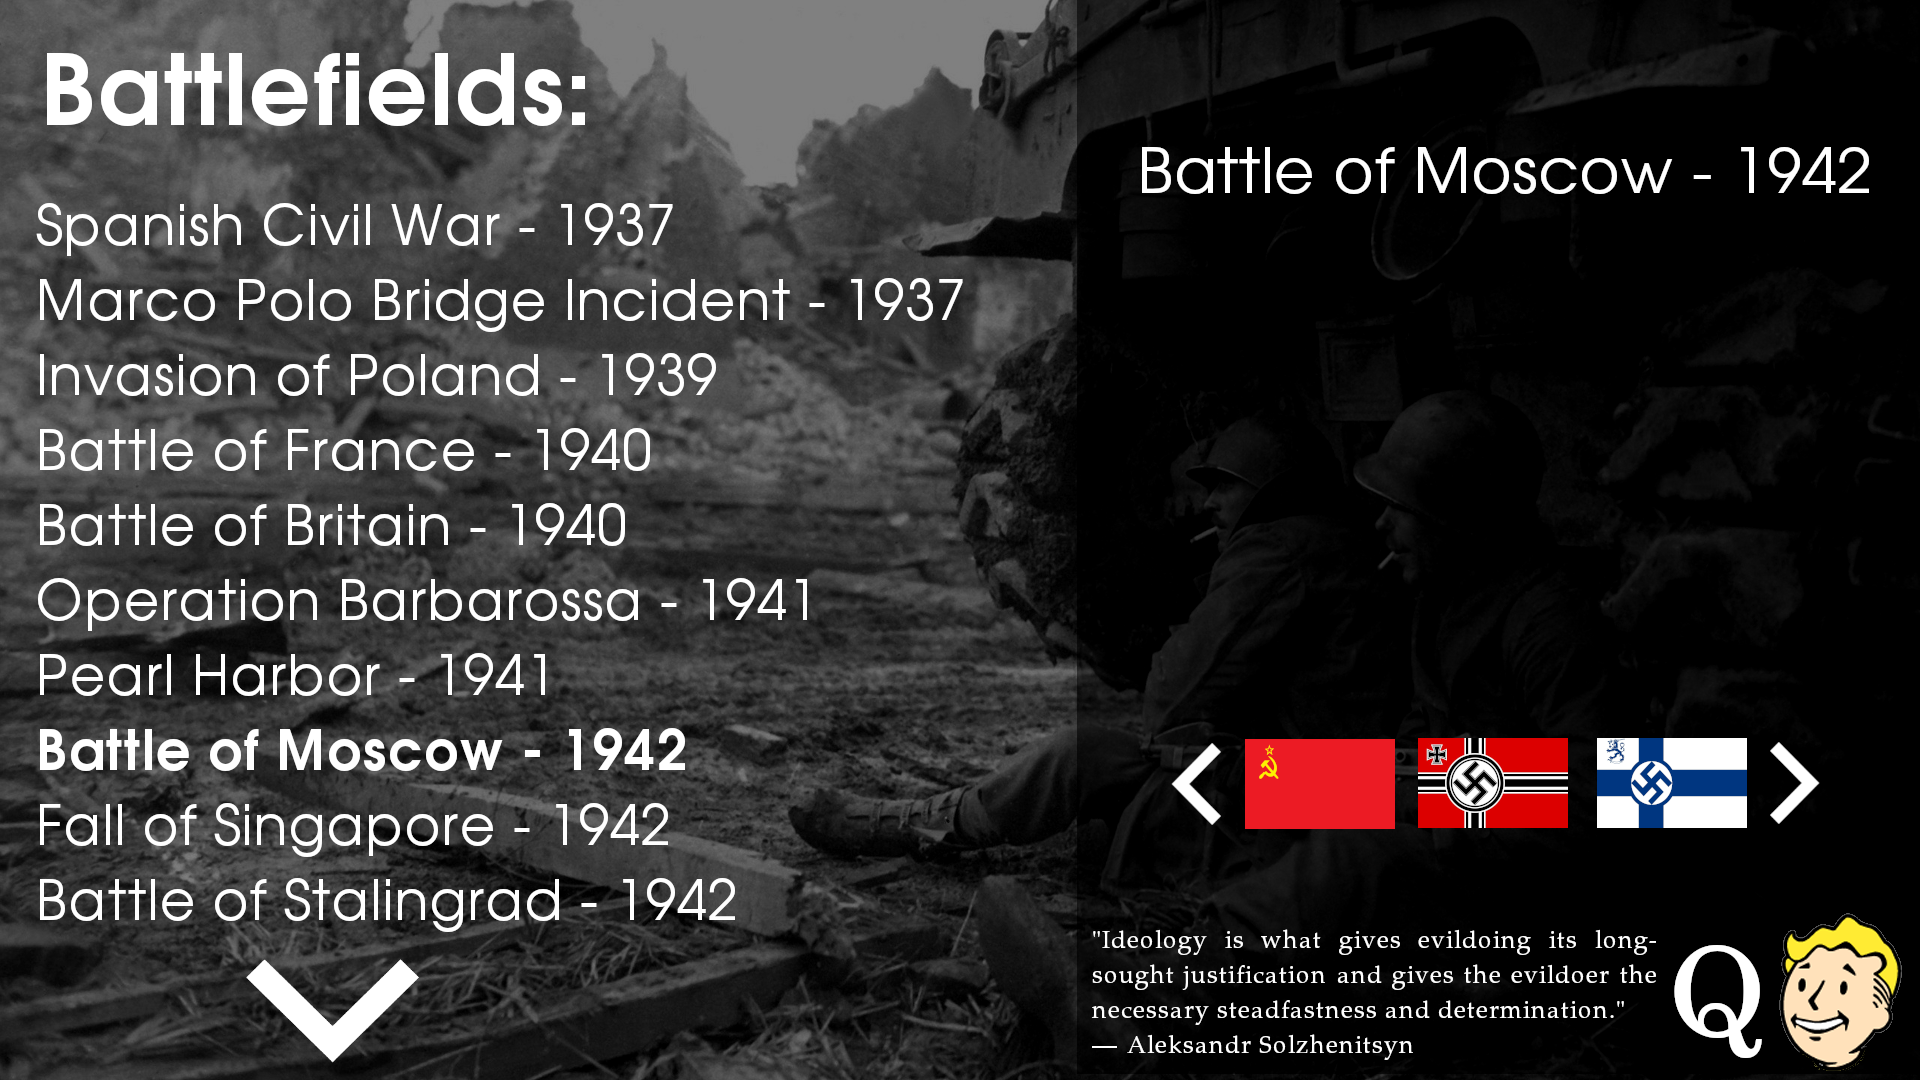 Battlefields:
Spanish Civil War - 1937
Marco Polo Bridge Incident - 1937
Invasion of Poland - 1939
Battle of France - 1940
Battle of Britain - 1940
Operation Barbarossa - 1941
Pearl Harbor - 1941
Battle of Moscow - 1942
Fall of Singapore - 1942
Battle of Stalingrad - 1942
Battle of Moscow - 1942
"Ideology is what gives evildoing its long-
sought justification and gives the evildoer the
necessary steadfastness and determination."
— Aleksandr Solzhenitsyn
Q